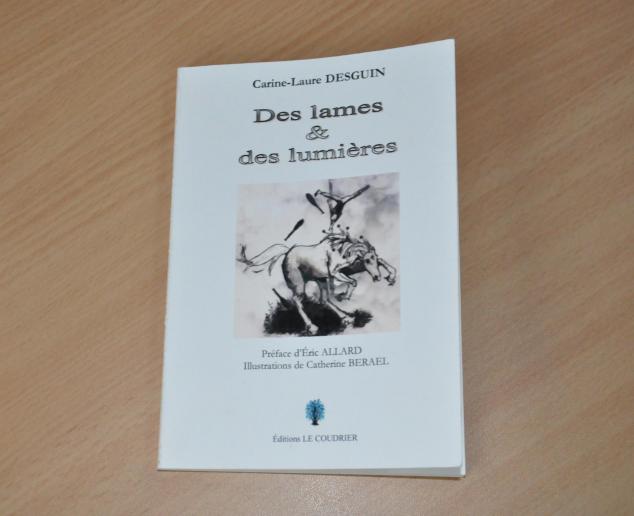 Carine-Laure DESGUIN
Des lames
&
des lumières
Préface d'Éric ALLARD
Illustrations de Catherine BERAEL
Éditions LE COUDRIER